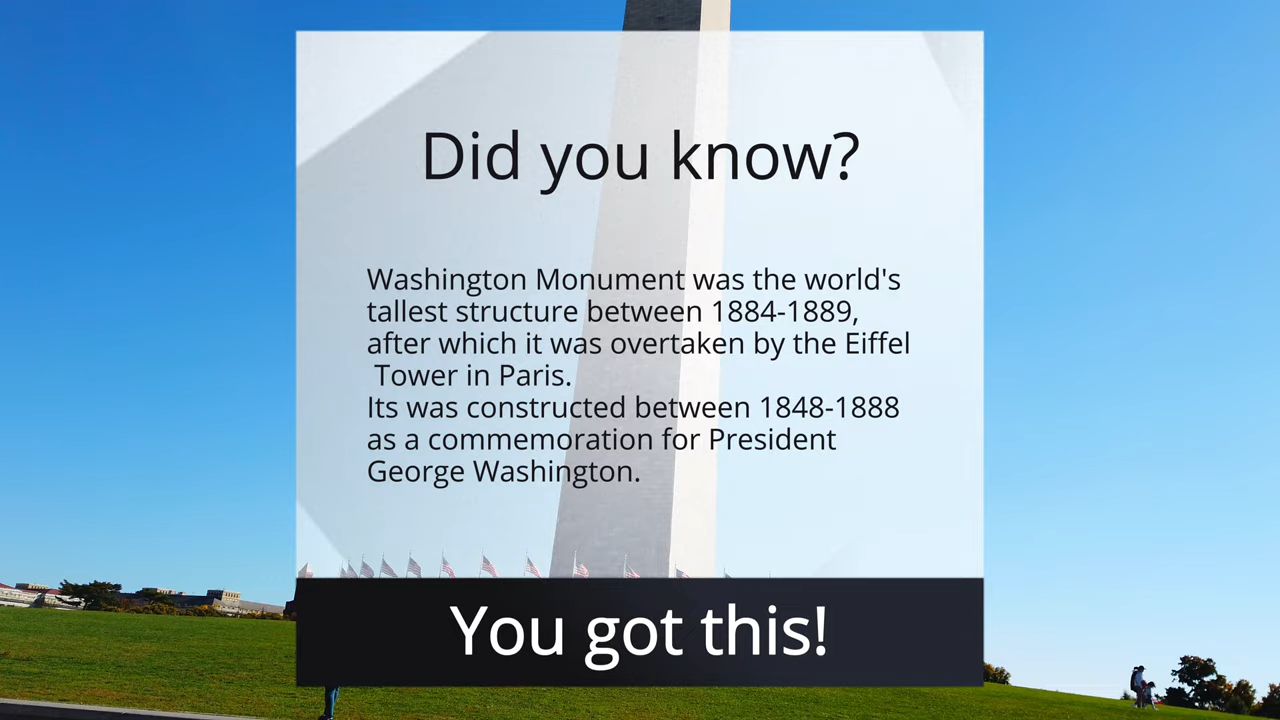 Did you know?
Washington Monument was the world's
tallest structure between 1884-1889,
after which it was overtaken by the Eiffel
Tower in Paris.
Its was constructed between 1848-1888
as a commemoration for President
George Washington.
You got this!